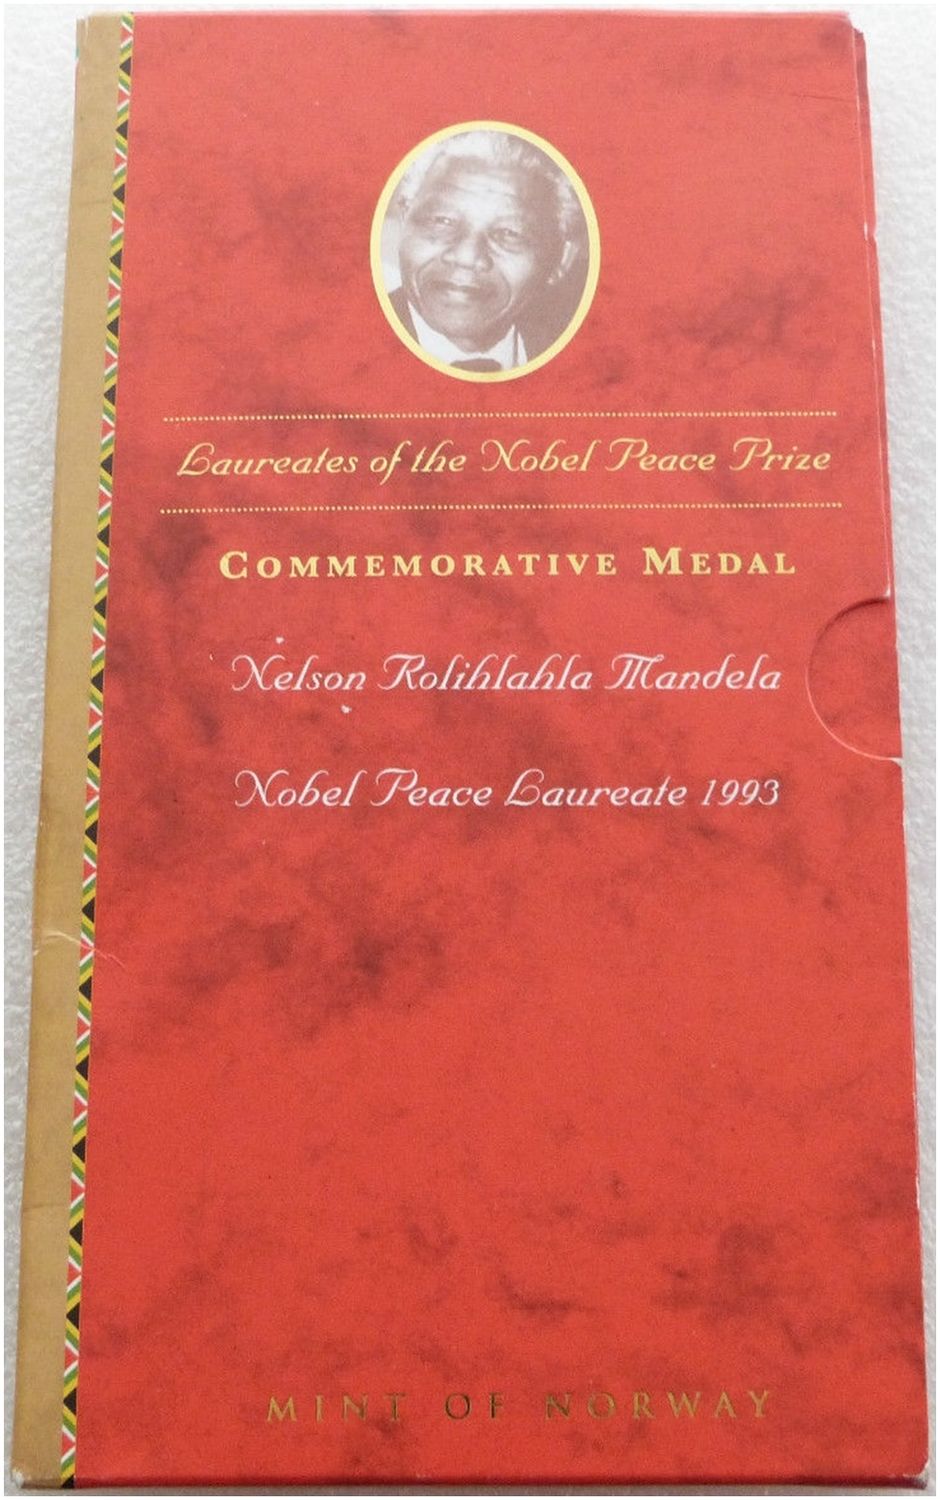 Laureates of the Nobel Peace Prize
COMMEMORATIVE MEDAL
Nelson Rolihlahla Mandela
Nobel Peace Laureate 1993
MINT OF NORWAY